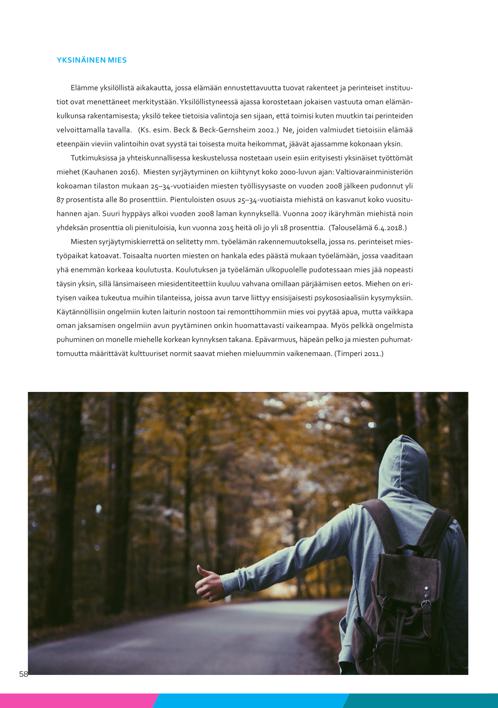 YKSINÄINEN MIES
Elämme yksilöllistä aikakautta, jossa elämään ennustettavuutta tuovat rakenteet ja perinteiset instituu-
tiot ovat menettäneet merkitystään. Yksilöllistyneessä ajassa korostetaan jokaisen vastuuta oman elämän-
kulkunsa rakentamisesta; yksilö tekee tietoisia valintoja sen sijaan, että toimisi kuten muutkin tai perinteiden
velvoittamalla tavalla. (Ks. esim. Beck & Beck-Gernsheim 2002.) Ne, joiden valmiudet tietoisiin elämää
eteenpäin vieviin valintoihin ovat syystä tai toisesta muita heikommat, jäävät ajassamme kokonaan yksin.
Tutkimuksissa ja yhteiskunnallisessa keskustelussa nostetaan usein esiin erityisesti yksinäiset työttömät
miehet (Kauhanen 2016). Miesten syrjäytyminen on kiihtynyt koko 2000-luvun ajan: Valtiovarainministeriön
kokoaman tilaston mukaan 25–34-vuotiaiden miesten työllisyysaste on vuoden 2008 jälkeen pudonnut yli
87 prosentista alle 80 prosenttiin. Pientuloisten osuus 25–34-vuotiaista miehistä on kasvanut koko vuositu-
hannen ajan. Suuri hyppäys alkoi vuoden 2008 laman kynnyksellä. Vuonna 2007 ikäryhmän miehistä noin
yhdeksän prosenttia oli pienituloisia, kun vuonna 2015 heitä oli jo yli 18 prosenttia. (Talouselämä 6.4.2018.)
Miesten syrjäytymiskierrettä on selitetty mm. työelämän rakennemuutoksella, jossa ns. perinteiset mies-
työpaikat katoavat. Toisaalta nuorten miesten on hankala edes päästä mukaan työelämään, jossa vaaditaan
yhä enemmän korkeaa koulutusta. Koulutuksen ja työelämän ulkopuolelle pudotessaan mies jää nopeasti
täysin yksin, sillä länsimaiseen miesidentiteettiin kuuluu vahvana omillaan pärjäämisen eetos. Miehen on eri-
tyisen vaikea tukeutua muihin tilanteissa, joissa avun tarve liittyy ensisijaisesti psykososiaalisiin kysymyksiin.
Käytännöllisiin ongelmiin kuten laiturin nostoon tai remonttihommiin mies voi pyytää apua, mutta vaikkapa
oman jaksamisen ongelmiin avun pyytäminen onkin huomattavasti vaikeampaa. Myös pelkkä ongelmista
puhuminen on monelle miehelle korkean kynnyksen takana. Epävarmuus, häpeän pelko ja miesten puhumat-
tomuutta määrittävät kulttuuriset normit saavat miehen mieluummin vaikenemaan. (Timperi 2011.)
58